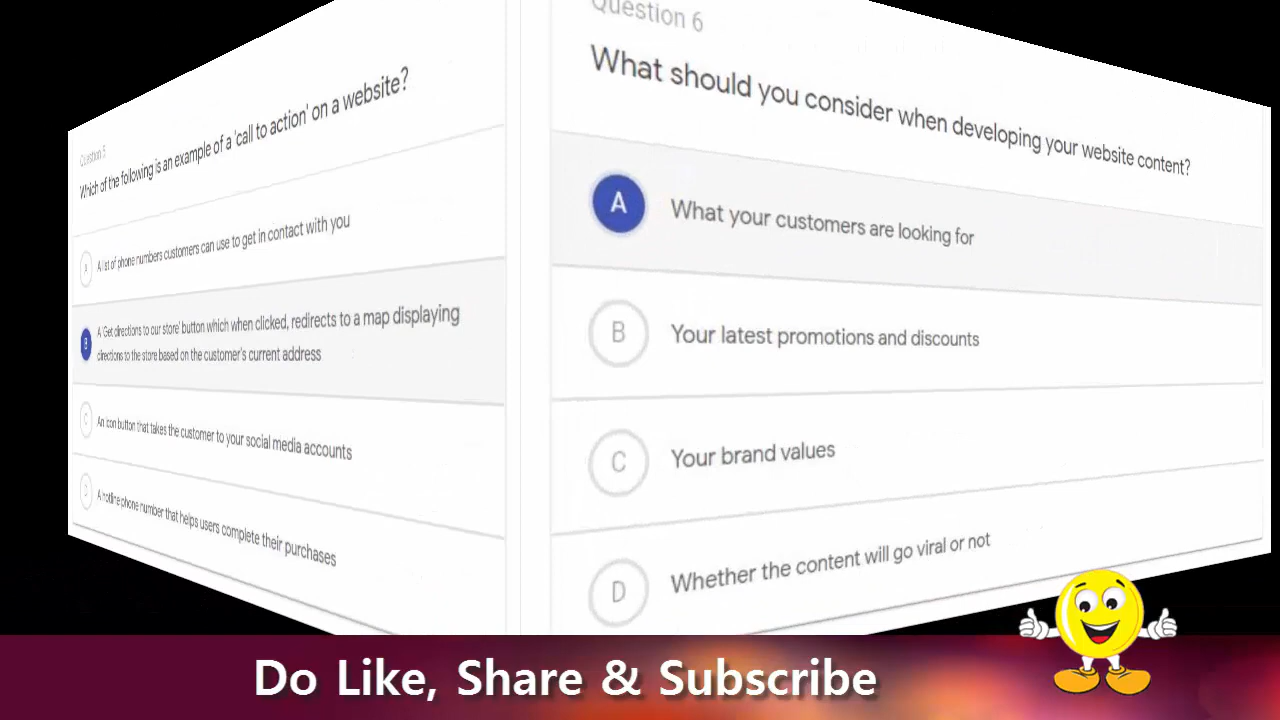 Question 5
Which of the following is an example of a 'call to action' on a website?
A
A list of phone numbers customers can use to get in contact with you
B
A 'Get directions to our store' button which when clicked, redirects to a map displaying
directions to the store based on the customer's current address
C
An icon button that takes the customer to your social media accounts
D
A hotline phone number that helps users complete their purchases
Question 6
What should you consider when developing your website content?
A
What your customers are looking for
B
Your latest promotions and discounts
C
Your brand values
D
Whether the content will go viral or not
Do Like, Share & Subscribe